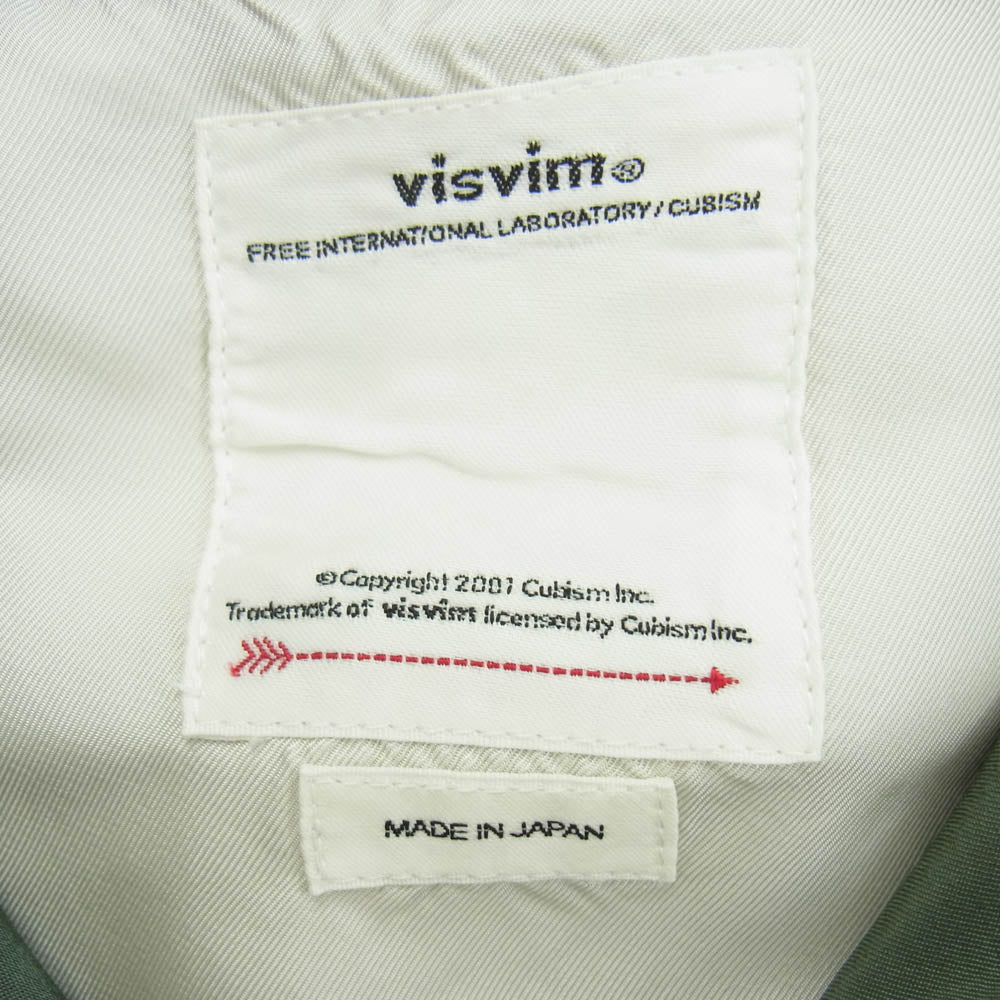 visvim®
FREE INTERNATIONAL LABORATORY/CUBISM
©Copyright 2001 Cubism Inc.
Trademark of visvim licensed by Cubism Inc.
MADE IN JAPAN